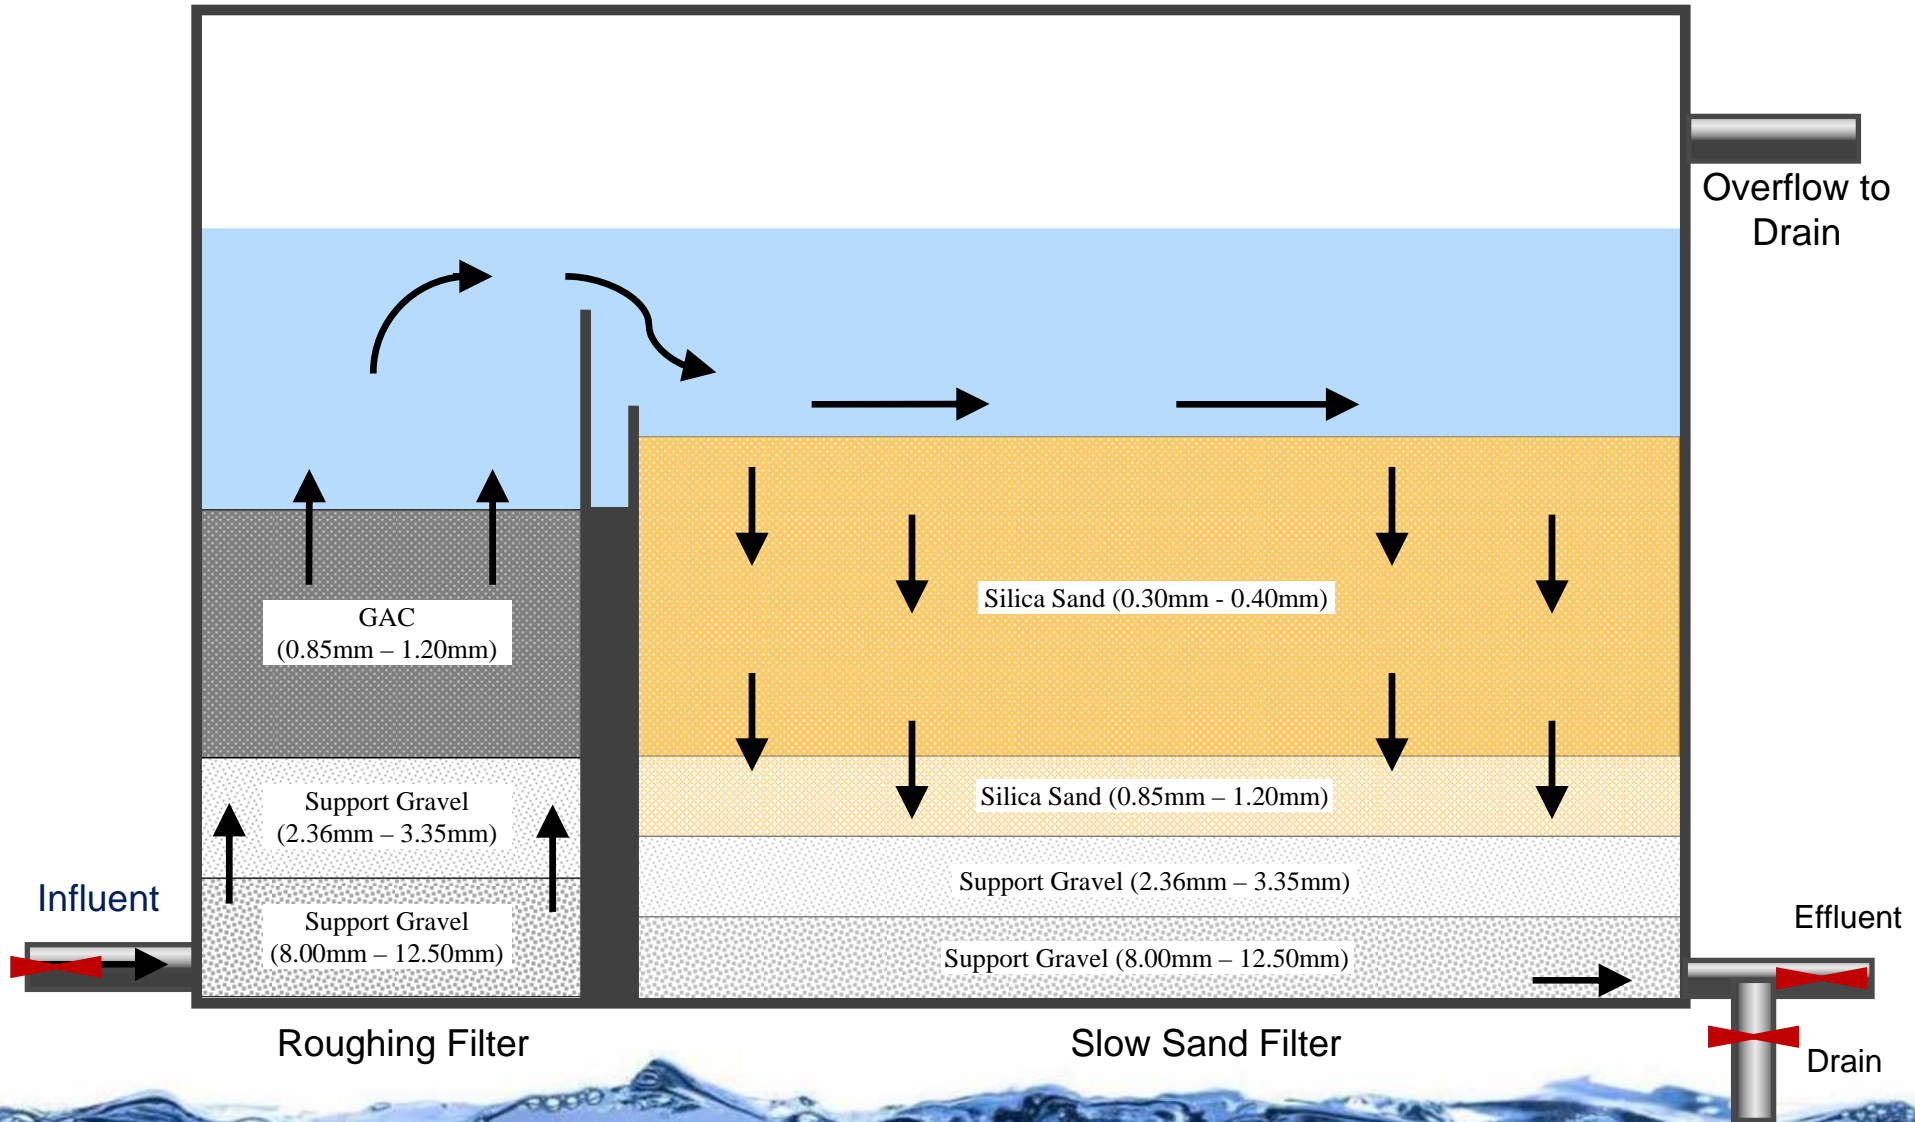 Overflow to
Drain
GAC
(0.85mm – 1.20mm)
Silica Sand (0.30mm - 0.40mm)
Support Gravel
(2.36mm – 3.35mm)
Silica Sand (0.85mm – 1.20mm)
Support Gravel (2.36mm – 3.35mm)
Influent
Support Gravel
(8.00mm – 12.50mm)
Support Gravel (8.00mm – 12.50mm)
Effluent
Roughing Filter
Slow Sand Filter
Drain